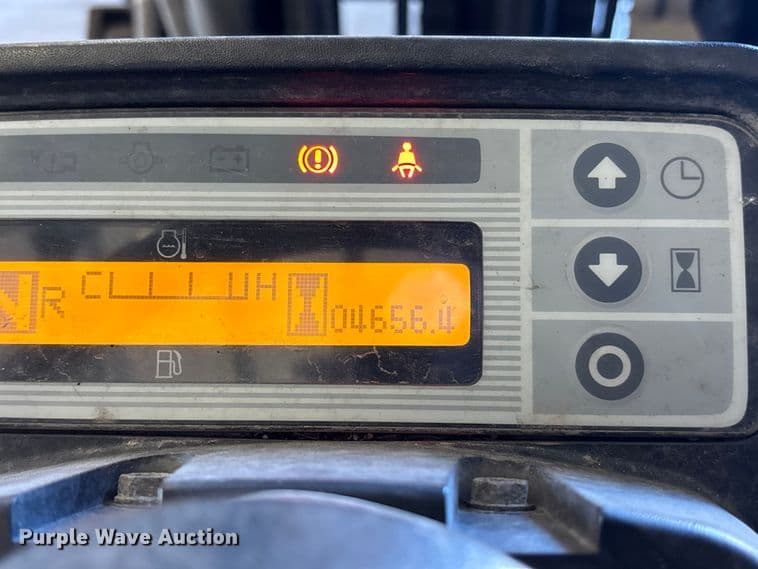 C H
N R 04656.4
Purple Wave Auction